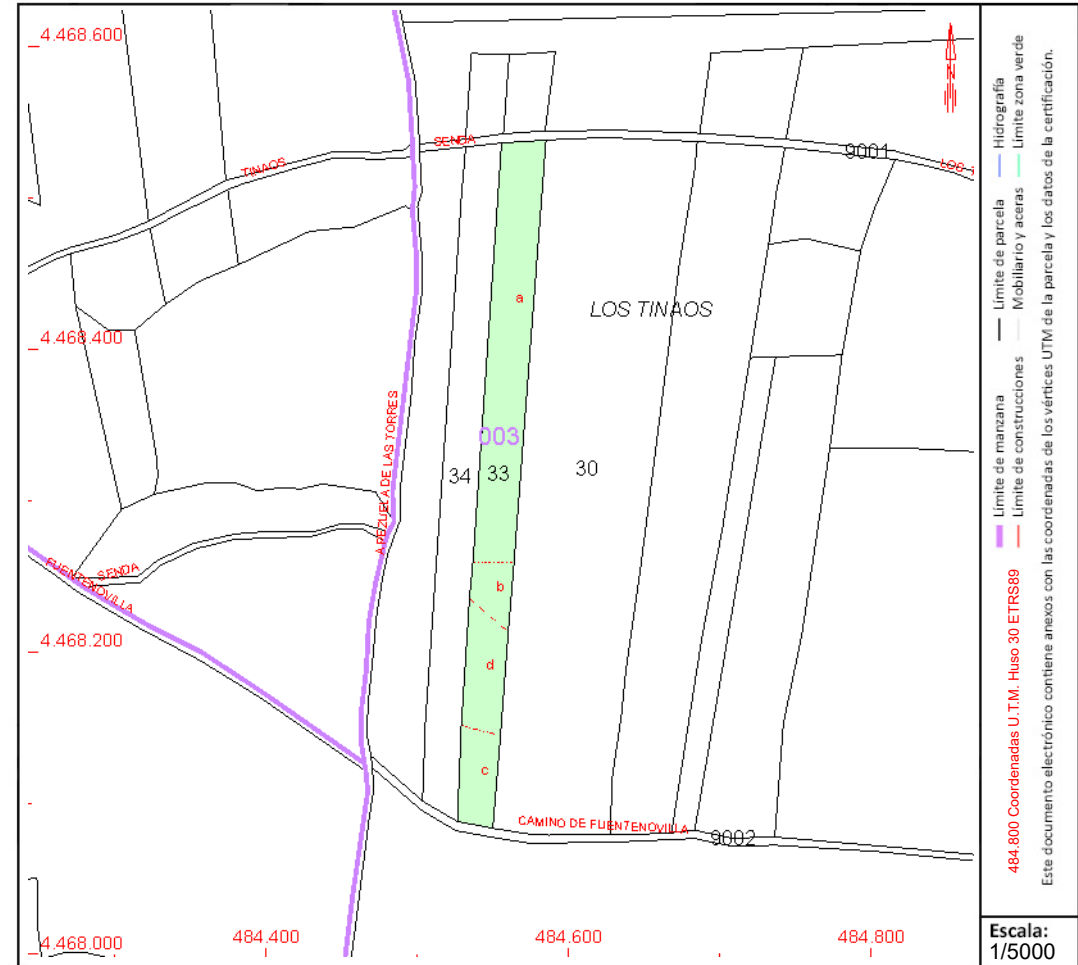 4.468.600
TINAOS
SENDA
9001
a
LOS TINAOS
4.468.400
ARBZUELA DE LAS TORRES
003
34
33
30
b
SENDA
FUENTENOVILLA
4.468.200
d
c
CAMINO DE FUENTENOVILLA
9002
4.468.000
484.400
484.600
484.800
N
Límite de manzana
Límite de parcela
Hidrografía
484.800 Coordenadas U.T.M. Huso 30 ETRS89
Límite de construcciones
Mobiliario y aceras
Límite zona verde
Este documento electrónico contiene anexos con las coordenadas de los vértices UTM de la parcela y los datos de la certificación.
Escala:
1/5000